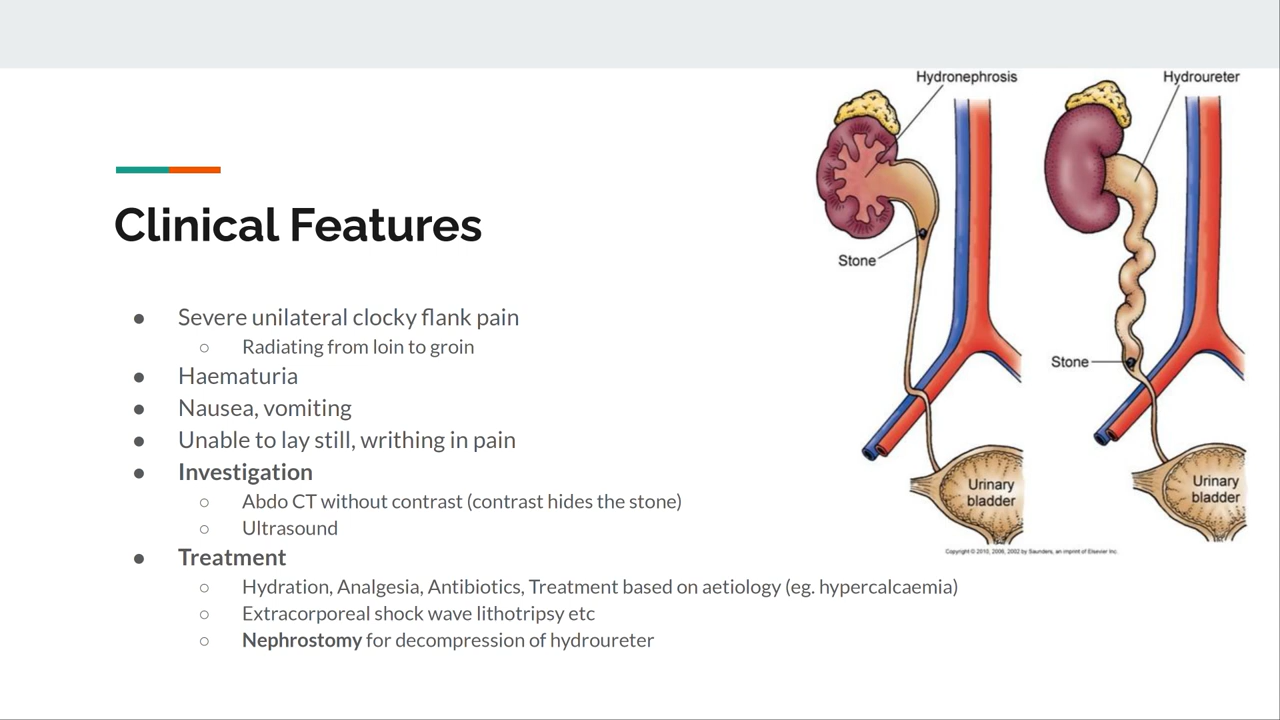 Clinical Features
● Severe unilateral clocky flank pain
○ Radiating from loin to groin
● Haematuria
● Nausea, vomiting
● Unable to lay still, writhing in pain
● Investigation
○ Abdo CT without contrast (contrast hides the stone)
○ Ultrasound
● Treatment
○ Hydration, Analgesia, Antibiotics, Treatment based on aetiology (eg. hypercalcaemia)
○ Extracorporeal shock wave lithotripsy etc
○ Nephrostomy for decompression of hydroureter
Hydronephrosis
Stone
Urinary
bladder
Hydroureter
Stone
Urinary
bladder
Copyright © 2010, 2006, 2002 by Saunders, an imprint of Elsevier Inc.